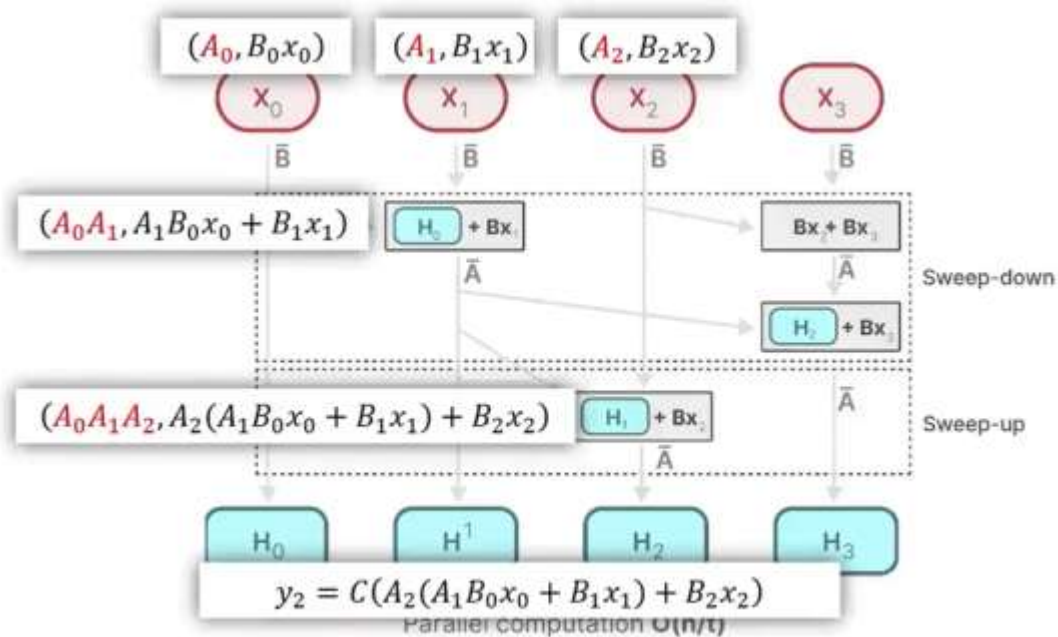 (A₀, B₀x₀) (A₁, B₁x₁) (A₂, B₂x₂)
X₀ X₁ X₂ X₃
B̅ B̅ B̅ B̅
(A₀A₁, A₁B₀x₀ + B₁x₁) H₀ + Bx₁ Bx₂ + Bx₃
A̅ A̅
Sweep-down
H₂ + Bx₃
(A₀A₁A₂, A₂(A₁B₀x₀ + B₁x₁) + B₂x₂) H₁ + Bx₂ A̅
Sweep-up
A̅
H₀ H¹ H₂ H₃
y₂ = C(A₂(A₁B₀x₀ + B₁x₁) + B₂x₂)
Parallel computation O(n/t)